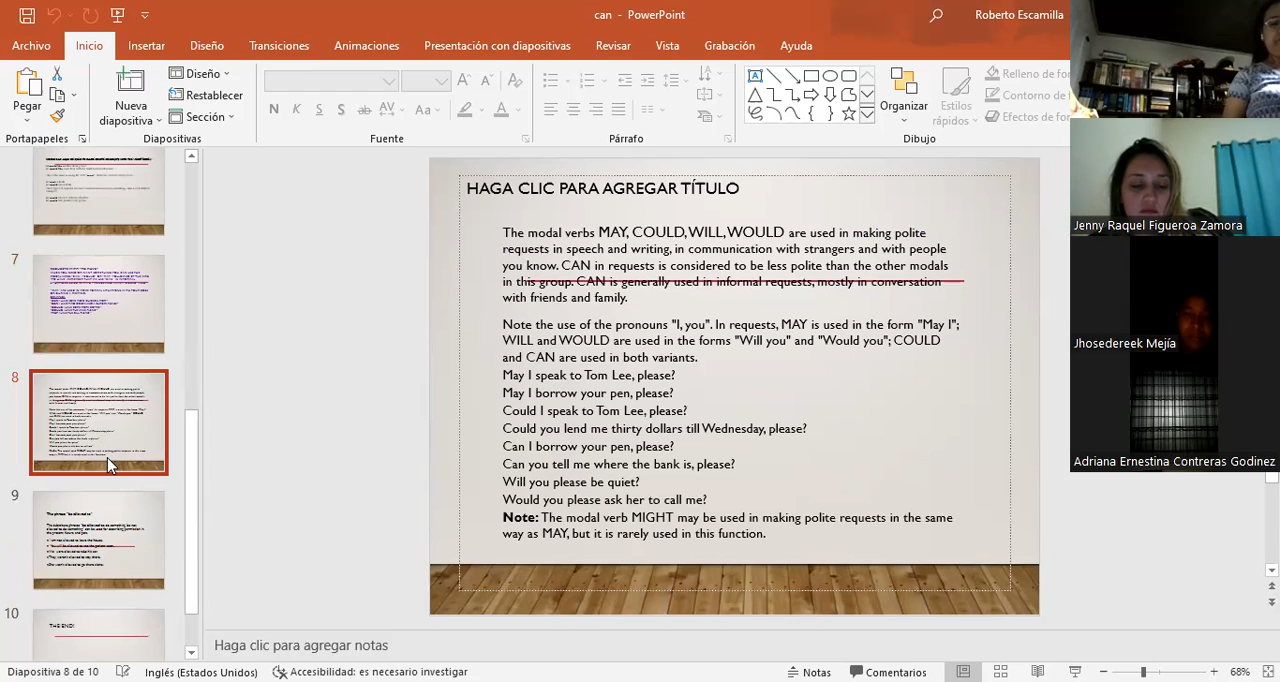 can - PowerPoint
Roberto Escamilla
Archivo
Inicio
Insertar
Diseño
Transiciones
Animaciones
Presentación con diapositivas
Revisar
Vista
Grabación
Ayuda
Pegar
Nueva
diapositiva
Diseño
Restablecer
Sección
N K S S ab AV Aa A
Organizar
Estilos
rápidos
Relleno de for
Contorno de
Efectos de for
Portapapeles
Diapositivas
Fuente
Párrafo
Dibujo
7
8
9
10
THE END!
HAGA CLIC PARA AGREGAR TÍTULO
The modal verbs MAY, COULD, WILL, WOULD are used in making polite
requests in speech and writing, in communication with strangers and with people
you know. CAN in requests is considered to be less polite than the other modals
in this group. CAN is generally used in informal requests, mostly in conversation
with friends and family.
Note the use of the pronouns "I, you". In requests, MAY is used in the form "May I";
WILL and WOULD are used in the forms "Will you" and "Would you"; COULD
and CAN are used in both variants.
May I speak to Tom Lee, please?
May I borrow your pen, please?
Could I speak to Tom Lee, please?
Could you lend me thirty dollars till Wednesday, please?
Can I borrow your pen, please?
Can you tell me where the bank is, please?
Will you please be quiet?
Would you please ask her to call me?
Note: The modal verb MIGHT may be used in making polite requests in the same
way as MAY, but it is rarely used in this function.
Jenny Raquel Figueroa Zamora
Jhosedereek Mejía
Adriana Ernestina Contreras Godinez
Haga clic para agregar notas
Diapositiva 8 de 10
Inglés (Estados Unidos)
Accesibilidad: es necesario investigar
Notas
Comentarios
68%